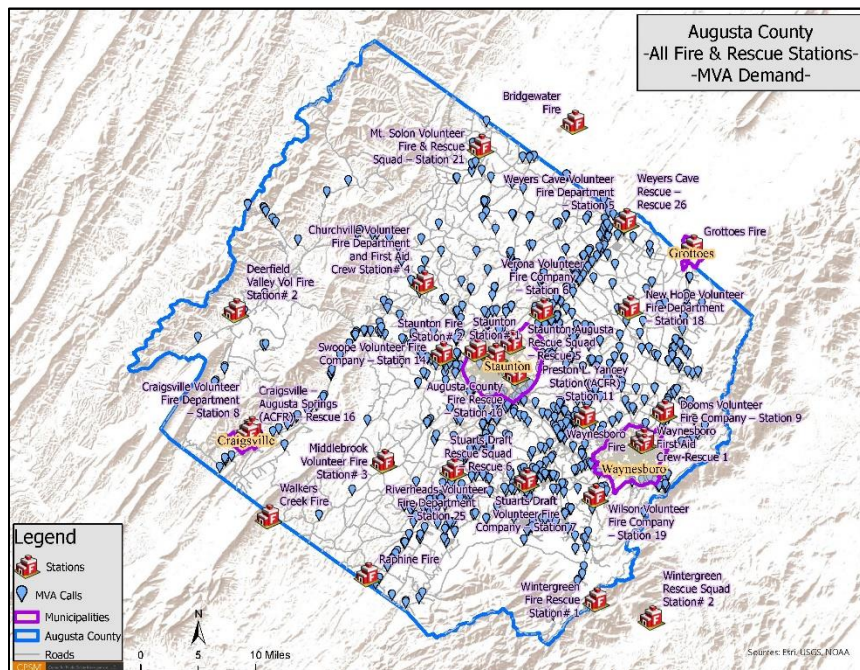 Augusta County
-All Fire & Rescue Stations-
-MVA Demand-
Bridgewater
Fire
Mt. Solon Volunteer
Fire & Rescue
Squad – Station 21
Weyers Cave Volunteer
Fire Department
- Station 5
Weyers Cave
Rescue –
Rescue 26
Grottoes Fire
Grottoes
Churchville Volunteer
Fire Department
and First Aid
Crew Station# 4
Deerfield
Valley Vol Fire
Station# 2
Verona Volunteer
Fire Company
- Station 6
New Hope Volunteer
Fire Department
- Station 18
Staunton Fire
Station# 2
Staunton
Station# 1
Staunton Augusta
Rescue Squad
- Rescue 5
Swoope Volunteer Fire
Company – Station 14
Staunton
Preston L. Yancey
Station (ACFR)
- Station 11
Augusta County
Fire Rescue
Station 10
Craigsville Volunteer
Fire Department
- Station 8
Craigsville –
Augusta Springs
(ACFR)- Rescue 16
Craigsville
Dooms Volunteer
Fire Company – Station 9
Waynesboro
Fire
Waynesboro
First Aid
Crew-Rescue 1
Waynesboro
Middlebrook
Volunteer Fire
Station# 3
Stuarts Draft
Rescue Squad
Rescue 6
Riverheads Volunteer
Fire Department
- Station 25
Stuarts Draft
Volunteer Fire
Company – Station 7
Walkers
Creek Fire
Wilson Volunteer
Fire Company
– Station 19
Raphine Fire
Wintergreen
Fire Rescue
Station# 1
Wintergreen
Rescue Squad
Station# 2
Legend
Stations
MVA Calls
Municipalities
Augusta County
Roads
CPSM
N
0 5 10 Miles
Sources: Esri, USGS, NOAA